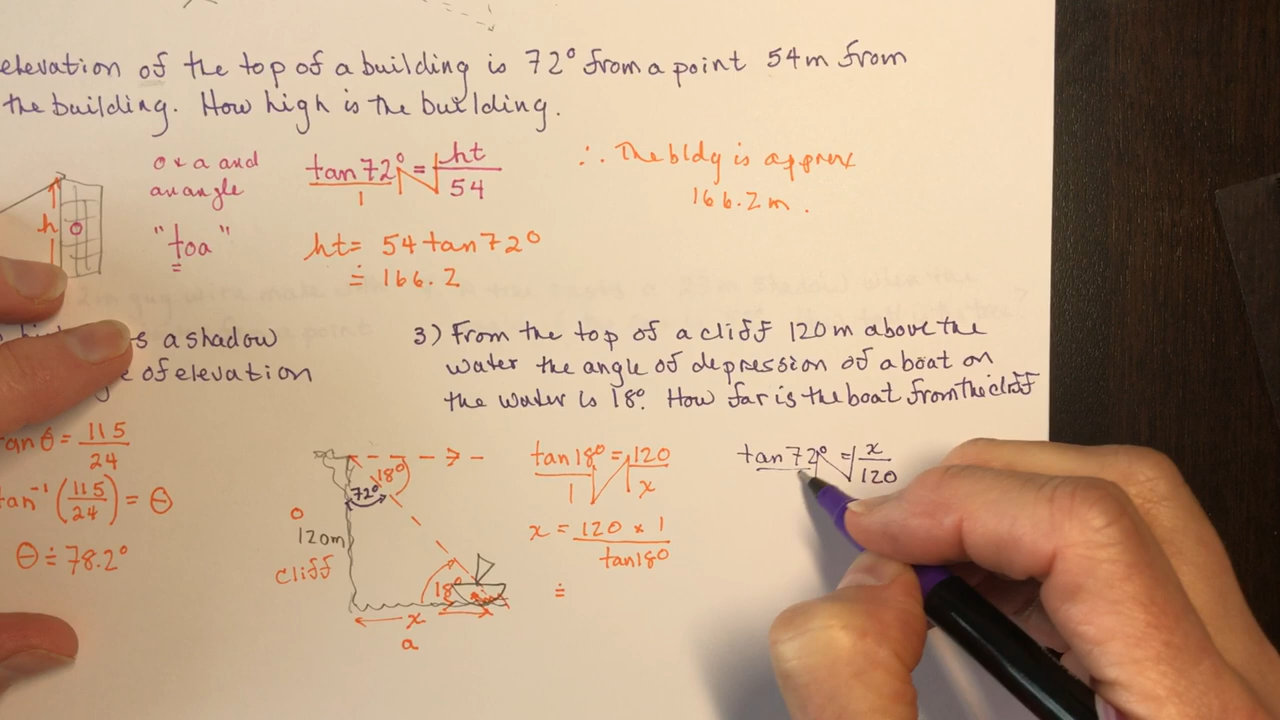 elevation of the top of a building is 72° from a point 54m from
the building. How high is the building.
o & a and
an angle
"toa"
h
o
tan72° = ht
1 54
ht = 54 tan72°
≐ 166.2
∴ The bldg is approx
166.2 m.
s a shadow
e of elevation
tan θ = 115
24
tan⁻¹ (115/24) = θ
θ ≐ 78.2°
3) From the top of a cliff 120 m above the
water the angle of depression of a boat on
the water is 18°. How far is the boat from the cliff
18°
72°
o
120m
cliff
18°
x
a
tan18° = 120
1 x
x = 120 × 1
tan18°
≐
tan72° = x
120